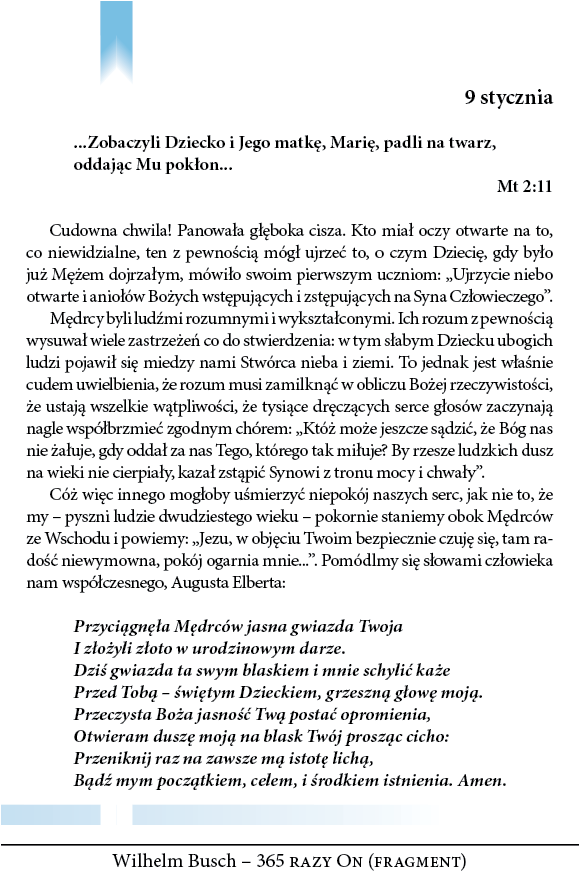 9 stycznia
...Zobaczyli Dziecko i Jego matkę, Marię, padli na twarz,
oddając Mu pokłon...
Mt 2:11
Cudowna chwila! Panowała głęboka cisza. Kto miał oczy otwarte na to,
co niewidzialne, ten z pewnością mógł ujrzeć to, o czym Dziecię, gdy było
już Mężem dojrzałym, mówiło swoim pierwszym uczniom: „Ujrzycie niebo
otwarte i aniołów Bożych wstępujących i zstępujących na Syna Człowieczego”.
Mędrcy byli ludźmi rozumnymi i wykształconymi. Ich rozum z pewnością
wysuwał wiele zastrzeżeń co do stwierdzenia: w tym słabym Dziecku ubogich
ludzi pojawił się miedzy nami Stwórca nieba i ziemi. To jednak jest właśnie
cudem uwielbienia, że rozum musi zamilknąć w obliczu Bożej rzeczywistości,
że ustają wszelkie wątpliwości, że tysiące dręczących serce głosów zaczynają
nagle współbrzmieć zgodnym chórem: „Któż może jeszcze sądzić, że Bóg nas
nie żałuje, gdy oddał za nas Tego, którego tak miłuje? By rzesze ludzkich dusz
na wieki nie cierpiały, kazał zstąpić Synowi z tronu mocy i chwały”.
Cóż więc innego mogłoby uśmierzyć niepokój naszych serc, jak nie to, że
my – pyszni ludzie dwudziestego wieku – pokornie staniemy obok Mędrców
ze Wschodu i powiemy: „Jezu, w objęciu Twoim bezpiecznie czuję się, tam ra-
dość niewymowna, pokój ogarnia mnie...”. Pomódlmy się słowami człowieka
nam współczesnego, Augusta Elberta:
Przyciągnęła Mędrców jasna gwiazda Twoja
I złożyli złoto w urodzinowym darze.
Dziś gwiazda ta swym blaskiem i mnie schylić każe
Przed Tobą – świętym Dzieckiem, grzeszną głowę moją.
Przeczysta Boża jasność Twą postać opromienia,
Otwieram duszę moją na blask Twój prosząc cicho:
Przeniknij raz na zawsze mą istotę lichą,
Bądź mym początkiem, celem, i środkiem istnienia. Amen.
Wilhelm Busch – 365 RAZY ON (FRAGMENT)